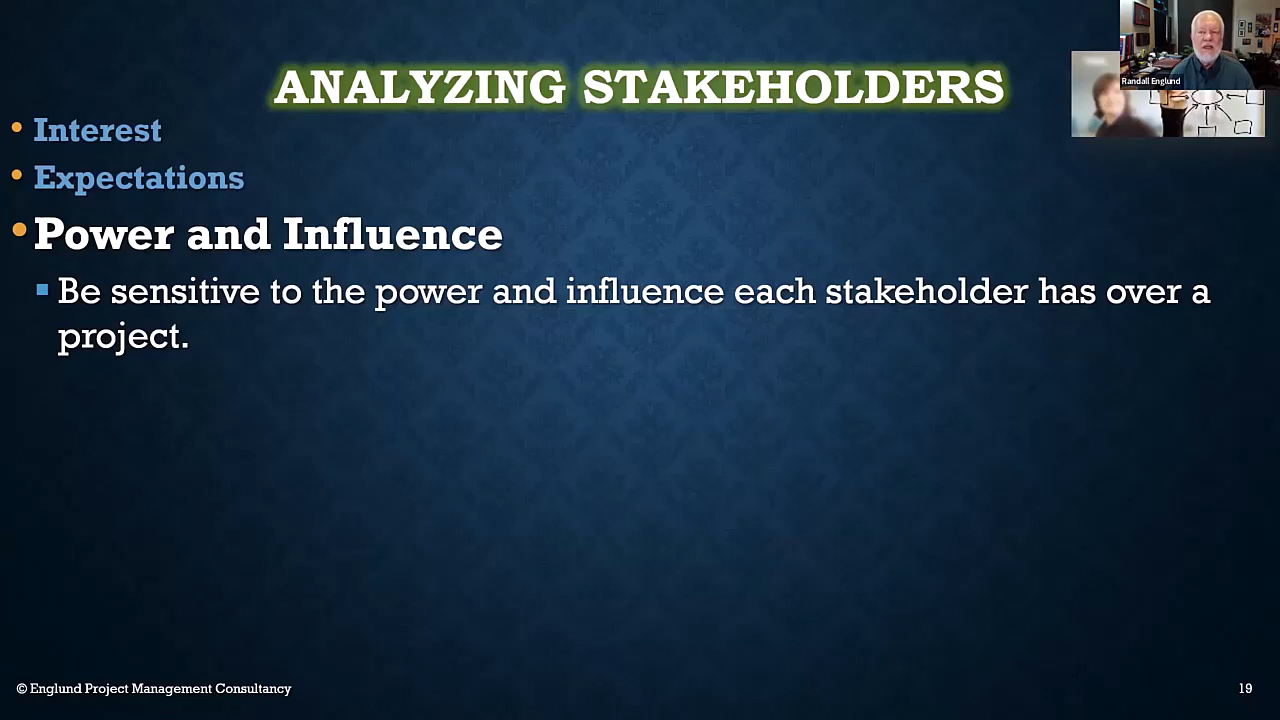 Randall Englund
ANALYZING STAKEHOLDERS
• Interest
• Expectations
• Power and Influence
▪ Be sensitive to the power and influence each stakeholder has over a
project.
© Englund Project Management Consultancy
19